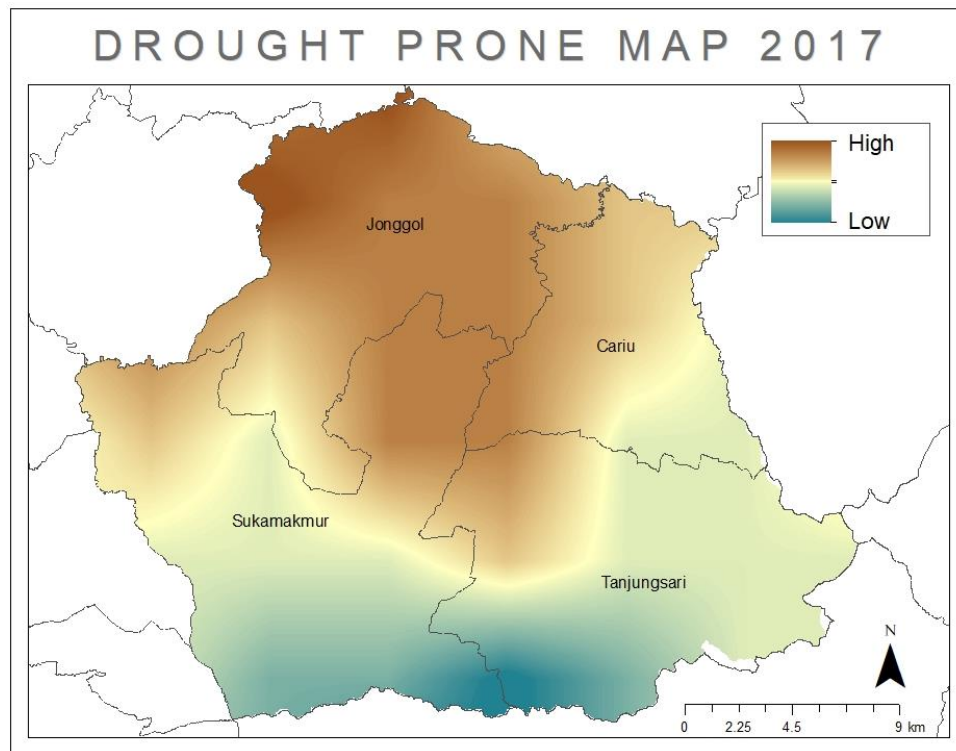 DROUGHT PRONE MAP 2017
High
Low
Jonggol
Cariu
Sukamakmur
Tanjungsari
N
0 2.25 4.5 9 km